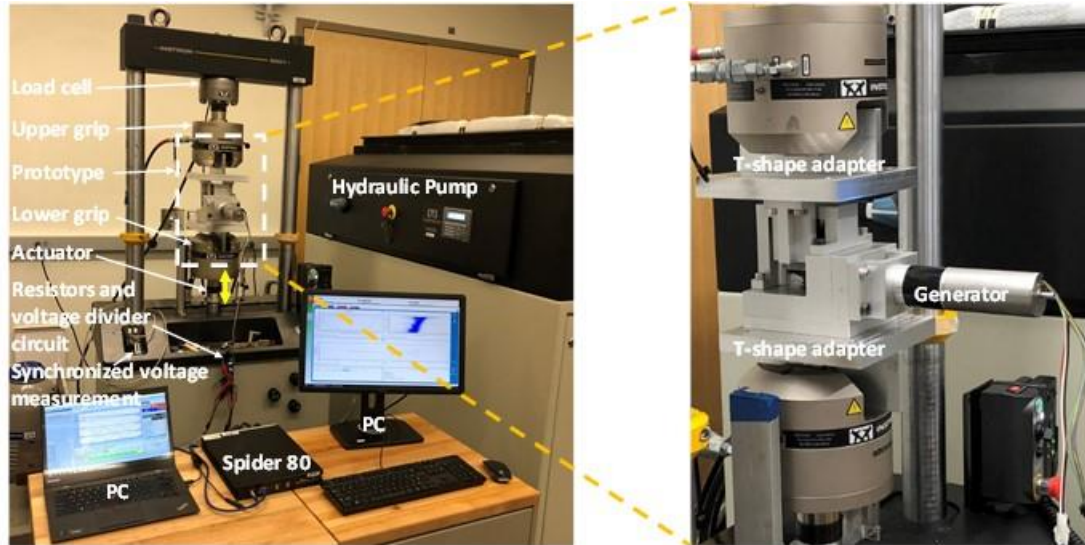 Load cell
Upper grip
Prototype
Lower grip
Actuator
Resistors and
voltage divider
circuit
Synchronized voltage
measurement
Hydraulic Pump
PC
Spider 80
PC
INSTR
T-shape adapter
Generator
T-shape adapter